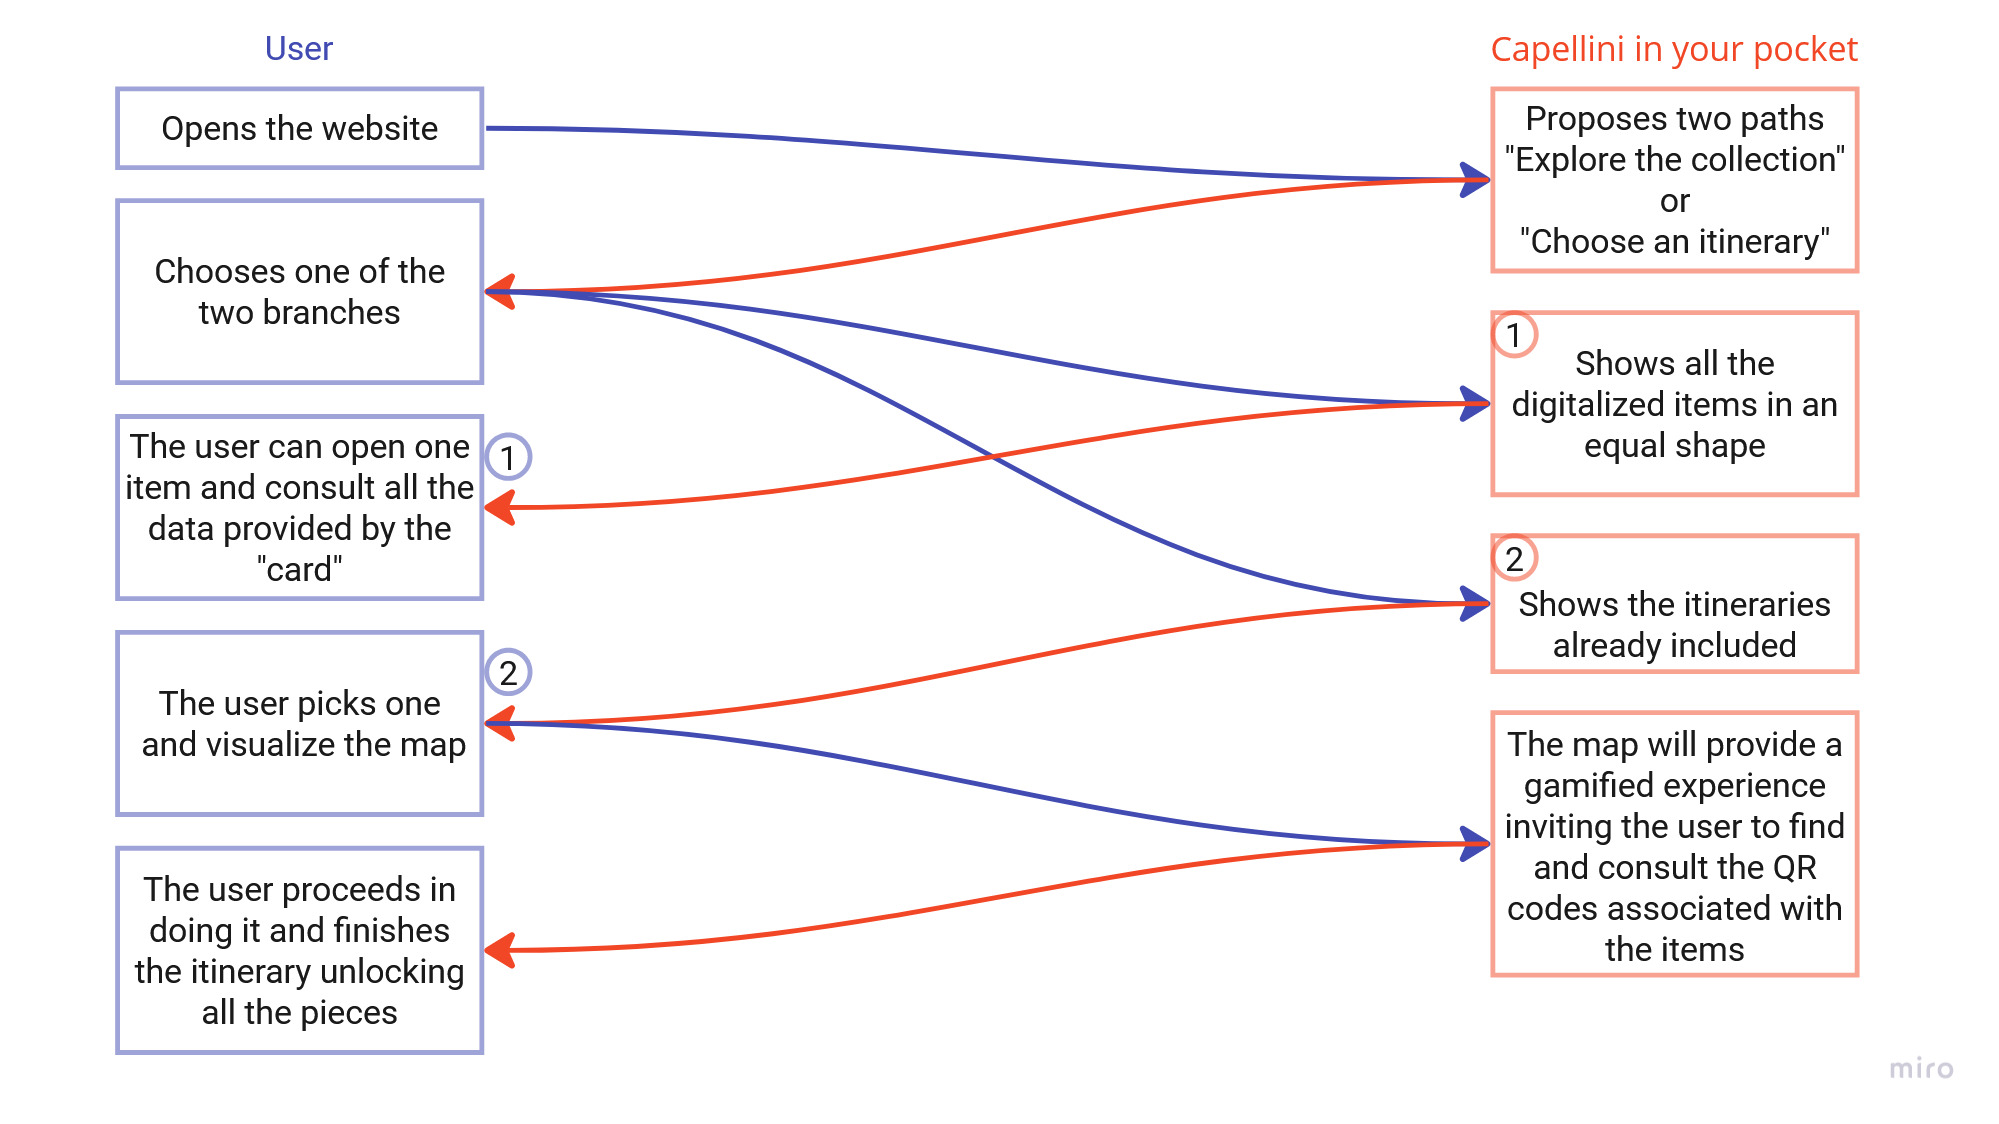 User
Opens the website
Chooses one of the
two branches
The user can open one
item and consult all the
data provided by the
"card"
1
The user picks one
and visualize the map
2
The user proceeds in
doing it and finishes
the itinerary unlocking
all the pieces
Capellini in your pocket
Proposes two paths
"Explore the collection"
or
"Choose an itinerary"
1
Shows all the
digitalized items in an
equal shape
2
Shows the itineraries
already included
The map will provide a
gamified experience
inviting the user to find
and consult the QR
codes associated with
the items
miro